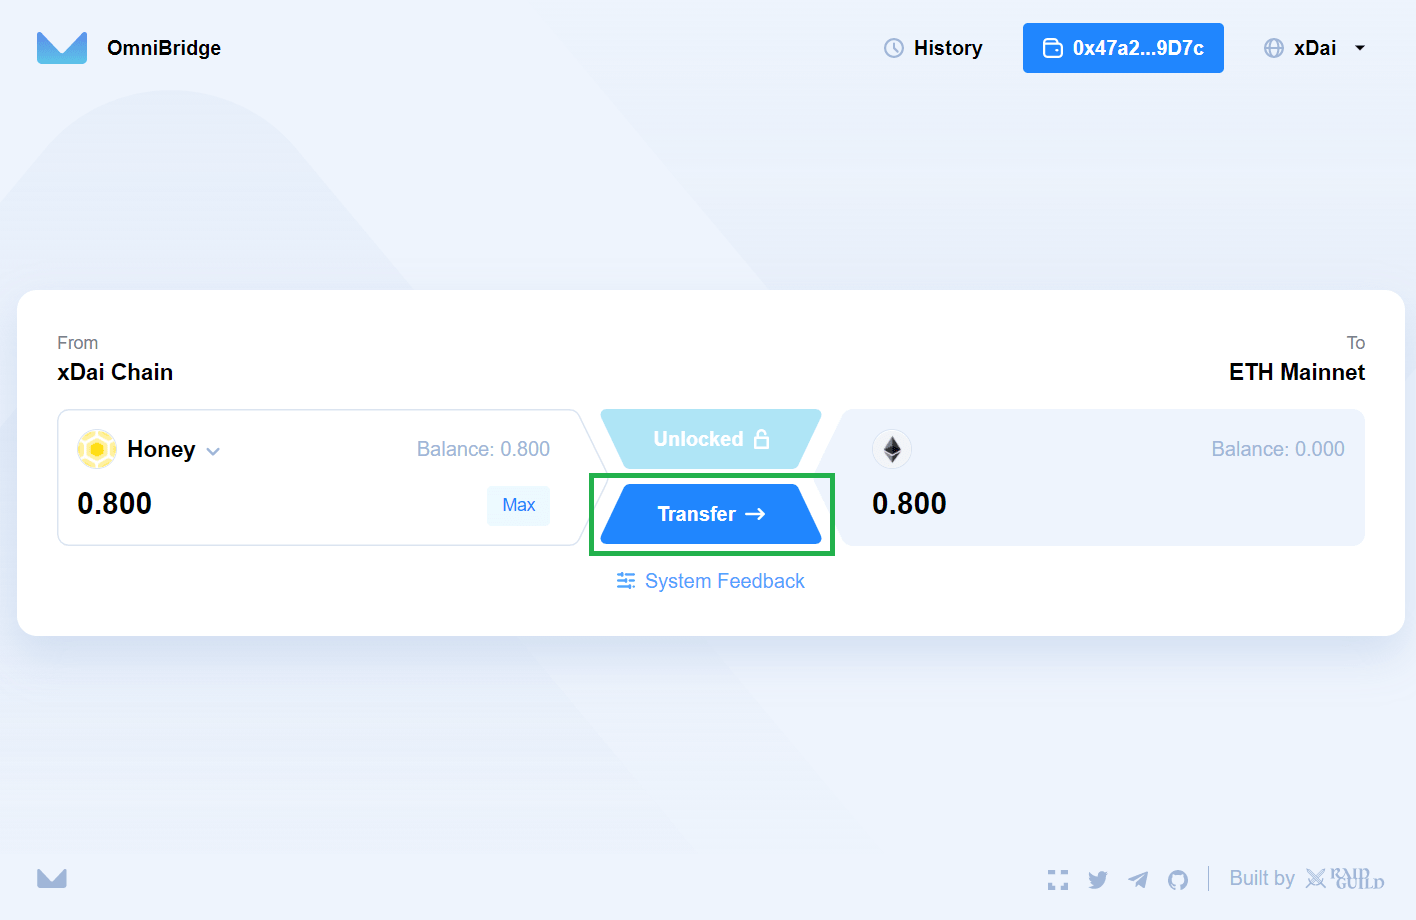 OmniBridge
History
0x47a2...9D7c
xDai
From
xDai Chain
To
ETH Mainnet
Honey
Balance: 0.800
0.800
Max
Unlocked
Transfer →
Balance: 0.000
0.800
System Feedback
Built by RAID GUILD